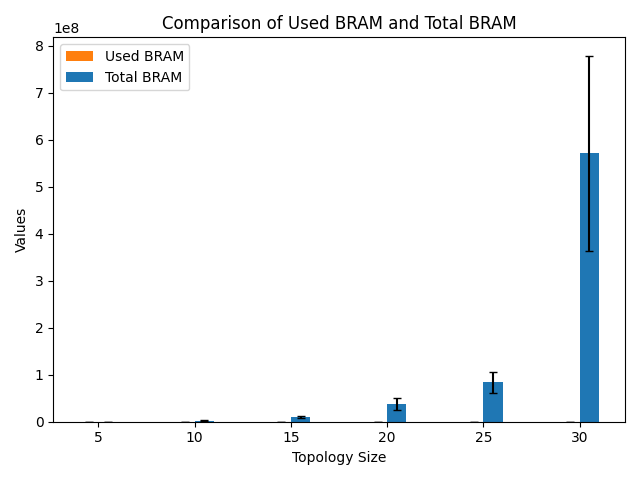 Comparison of Used BRAM and Total BRAM
1e8
Used BRAM
Total BRAM
8
7
6
5
4
3
2
1
0
Values
5 10 15 20 25 30
Topology Size